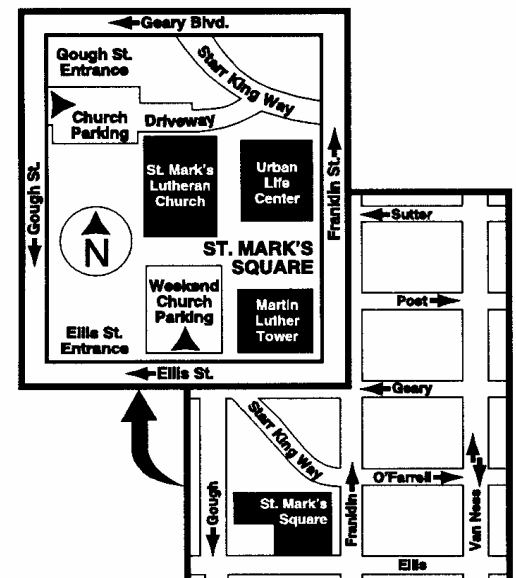 Geary Blvd.
Gough St.
Entrance
Starr King Way
Church
Parking
Driveway
St. Mark's
Lutheran
Church
Urban
Life
Center
Gough St.
Franklin St.
N
ST. MARK'S
SQUARE
Weekend
Church
Parking
Martin
Luther
Tower
Ellis St.
Entrance
Ellis St.
Sutter
Post
Geary
Starr King Way
O'Farrell
St. Mark's
Square
Gough
Franklin
Van Ness
Ellis